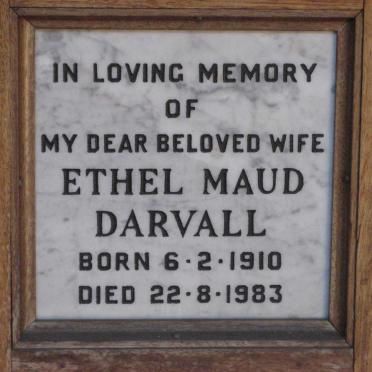 IN LOVING MEMORY
OF
MY DEAR BELOVED WIFE
ETHEL MAUD
DARVALL
BORN 6·2·1910
DIED 22·8·1983